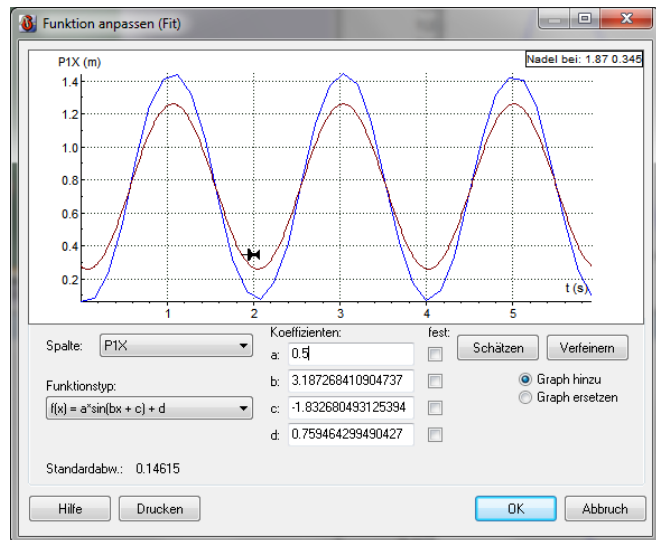 Funktion anpassen (Fit)
P1X (m)
Nadel bei: 1.87 0.345
1.4
1.2
1.0
0.8
0.6
0.4
0.2
t (s)
1 2 3 4 5
Spalte: P1X
Funktionstyp:
f(x) = a*sin(bx + c) + d
Standardabw.: 0.14615
Koeffizienten: fest:
a: 0.5
b: 3.187268410904737
c: -1.832680493125394
d: 0.759464299490427
Schätzen Verfeinern
Graph hinzu
Graph ersetzen
Hilfe Drucken OK Abbruch